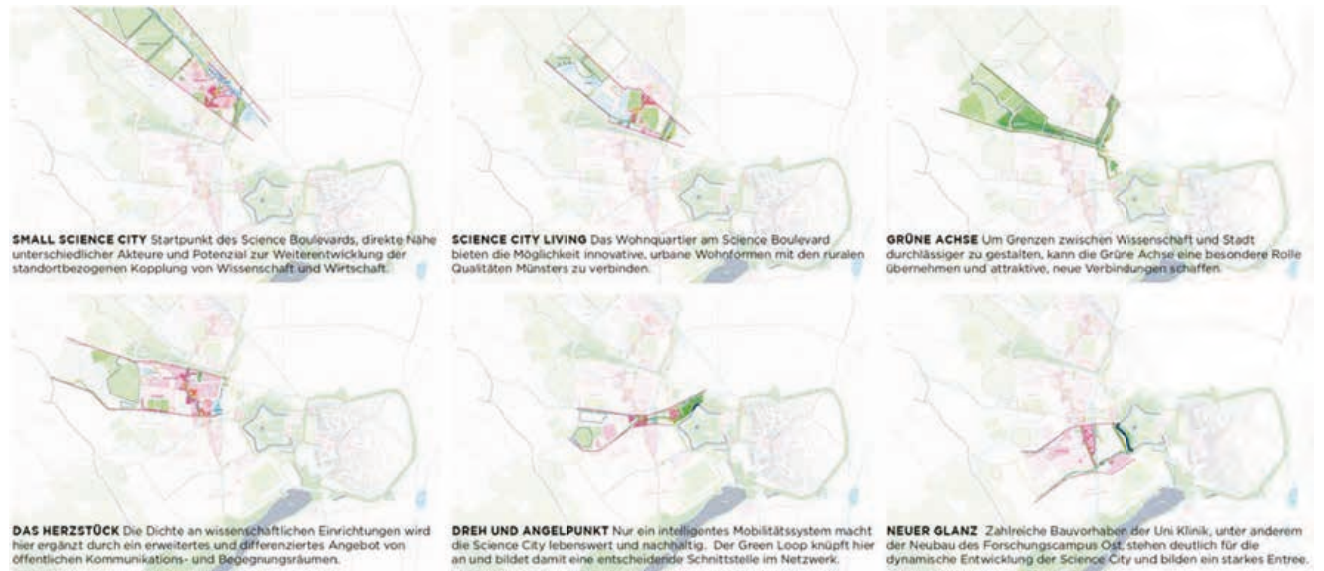 SMALL SCIENCE CITY Startpunkt des Science Boulevards, direkte Nähe
unterschiedlicher Akteure und Potenzial zur Weiterentwicklung der
standortbezogenen Kopplung von Wissenschaft und Wirtschaft.
SCIENCE CITY LIVING Das Wohnquartier am Science Boulevard
bieten die Möglichkeit innovative, urbane Wohnformen mit den ruralen
Qualitäten Münsters zu verbinden.
GRÜNE ACHSE Um Grenzen zwischen Wissenschaft und Stadt
durchlässiger zu gestalten, kann die Grüne Achse eine besondere Rolle
übernehmen und attraktive, neue Verbindungen schaffen.
DAS HERZSTÜCK Die Dichte an wissenschaftlichen Einrichtungen wird
hier ergänzt durch ein erweitertes und differenziertes Angebot von
öffentlichen Kommunikations- und Begegnungsräumen.
DREH UND ANGELPUNKT Nur ein intelligentes Mobilitätssystem macht
die Science City lebenswert und nachhaltig. Der Green Loop knüpft hier
an und bildet damit eine entscheidende Schnittstelle im Netzwerk.
NEUER GLANZ Zahlreiche Bauvorhaben der Uni Klinik, unter anderem
der Neubau des Forschungscampus Ost, stehen deutlich für die
dynamische Entwicklung der Science City und bilden ein starkes Entree.